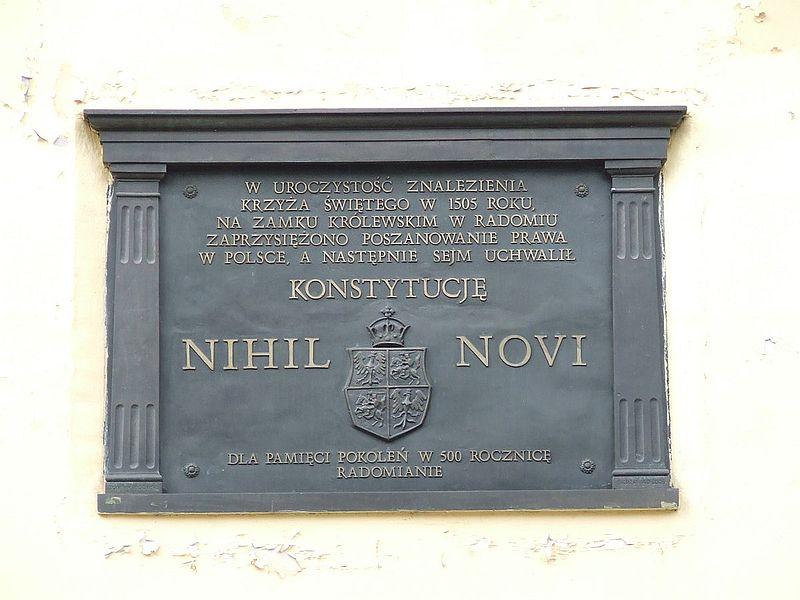 W UROCZYSTOŚĆ ZNALEZIENIA
KRZYŻA ŚWIĘTEGO W 1505 ROKU,
NA ZAMKU KRÓLEWSKIM W RADOMIU
ZAPRZYSIĘŻONO POSZANOWANIE PRAWA
W POLSCE, A NASTĘPNIE SEJM UCHWALIŁ
KONSTYTUCJĘ
NIHIL NOVI
DLA PAMIĘCI POKOLEŃ W 500 ROCZNICĘ
RADOMIANIE